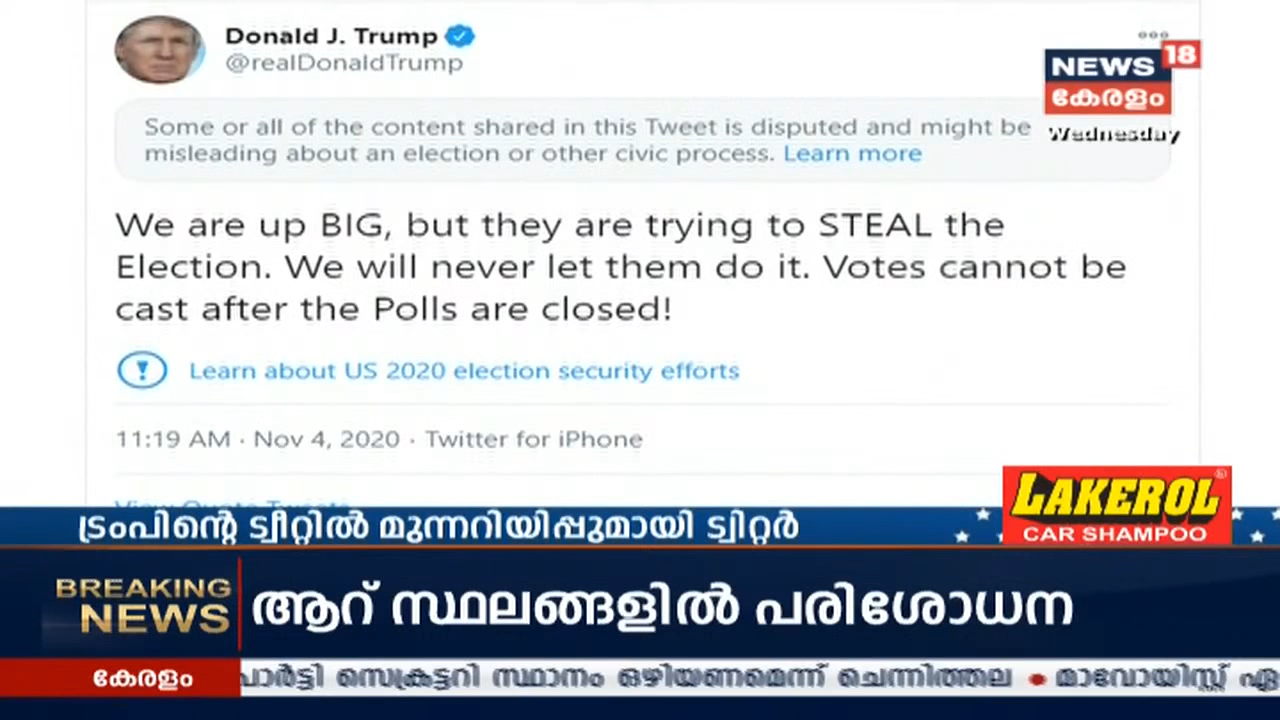 Donald J. Trump
@realDonaldTrump
NEWS 18
കേരളം
Wednesday
Some or all of the content shared in this Tweet is disputed and might be
misleading about an election or other civic process. Learn more
We are up BIG, but they are trying to STEAL the
Election. We will never let them do it. Votes cannot be
cast after the Polls are closed!
Learn about US 2020 election security efforts
11:19 AM · Nov 4, 2020 · Twitter for iPhone
View Quote Tweets
ട്രംപിന്റെ ട്വീറ്റിൽ മുന്നറിയിപ്പുമായി ട്വിറ്റർ
LAKEROL®
CAR SHAMPOO
BREAKING
NEWS
ആറ് സ്ഥലങ്ങളിൽ പരിശോധന
കേരളം
പാർട്ടി സെക്രട്ടറി സ്ഥാനം ഒഴിയണമെന്ന് ചെന്നിത്തല • മാവോയിസ്റ്റ്